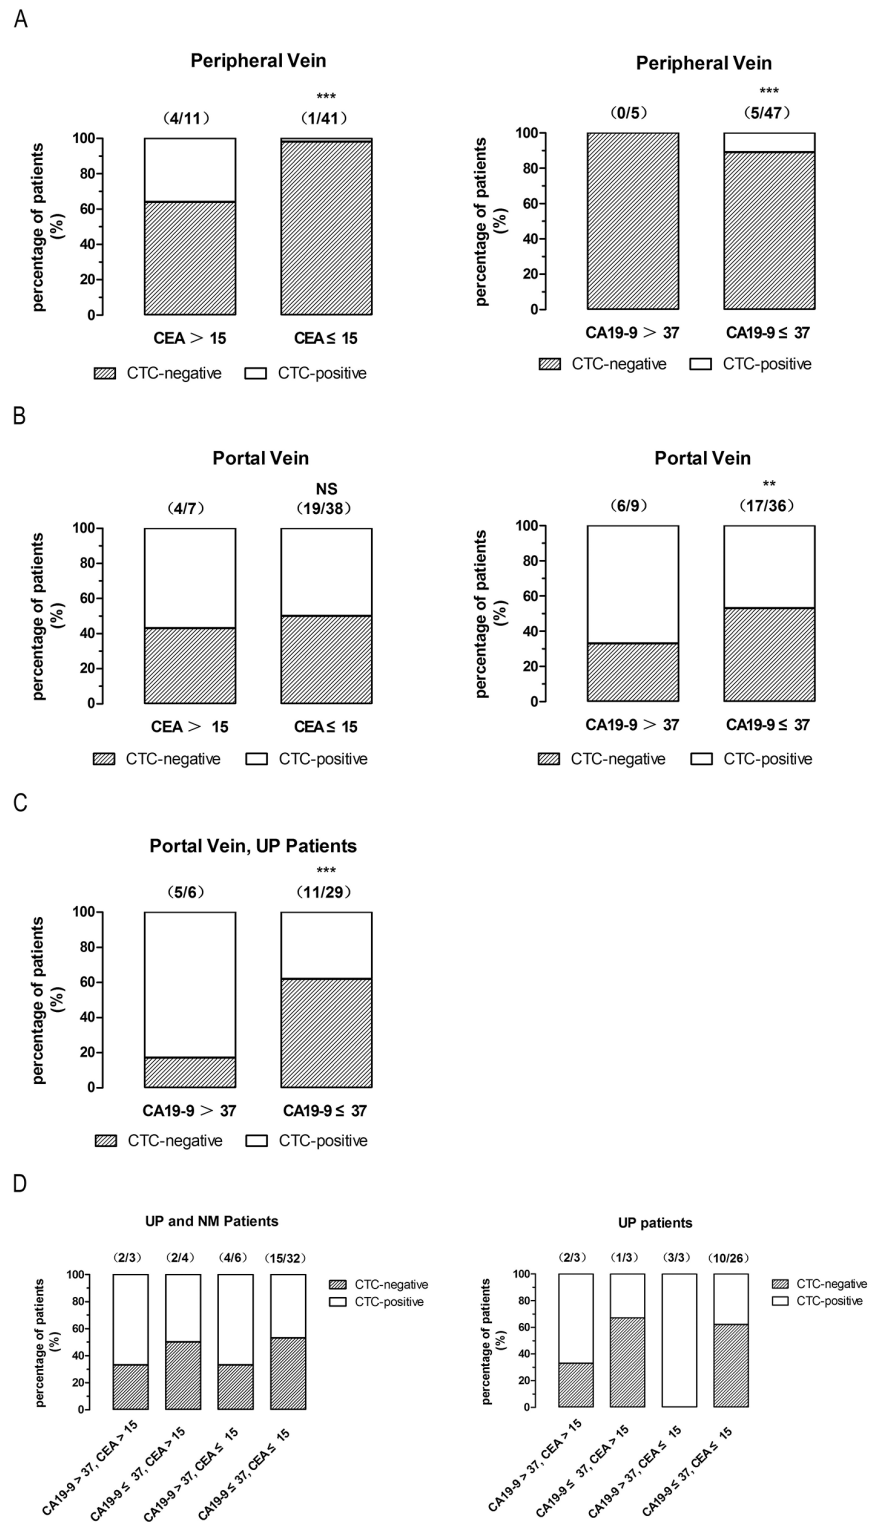 A
Peripheral Vein
***
(4/11) (1/41)
percentage of patients
(%)
100
80
60
40
20
0
CEA > 15 CEA ≤ 15
CTC-negative CTC-positive
Peripheral Vein
***
(0/5) (5/47)
percentage of patients
(%)
100
80
60
40
20
0
CA19-9 > 37 CA19-9 ≤ 37
CTC-negative CTC-positive
B
Portal Vein
NS
(4/7) (19/38)
percentage of patients
(%)
100
80
60
40
20
0
CEA > 15 CEA ≤ 15
CTC-negative CTC-positive
Portal Vein
**
(6/9) (17/36)
percentage of patients
(%)
100
80
60
40
20
0
CA19-9 > 37 CA19-9 ≤ 37
CTC-negative CTC-positive
C
Portal Vein, UP Patients
***
(5/6) (11/29)
percentage of patients
(%)
100
80
60
40
20
0
CA19-9 > 37 CA19-9 ≤ 37
CTC-negative CTC-positive
D
UP and NM Patients
(2/3) (2/4) (4/6) (15/32)
percentage of patients
(%)
100
80
60
40
20
0
CTC-negative
CTC-positive
CA19-9 > 37, CEA > 15
CA19-9 ≤ 37, CEA > 15
CA19-9 > 37, CEA ≤ 15
CA19-9 ≤ 37, CEA ≤ 15
UP patients
(2/3) (1/3) (3/3) (10/26)
percentage of patients
(%)
100
80
60
40
20
0
CTC-negative
CTC-positive
CA19-9 > 37, CEA > 15
CA19-9 ≤ 37, CEA > 15
CA19-9 > 37, CEA ≤ 15
CA19-9 ≤ 37, CEA ≤ 15